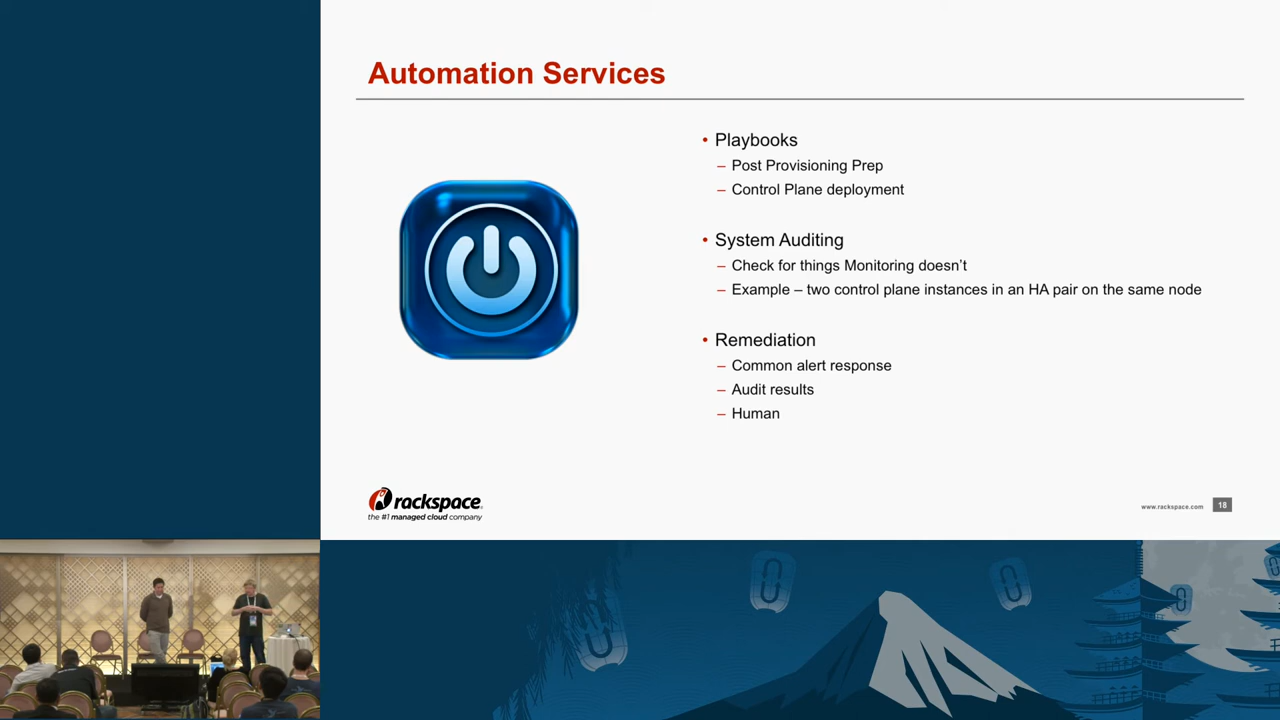 Automation Services
• Playbooks
– Post Provisioning Prep
– Control Plane deployment
• System Auditing
– Check for things Monitoring doesn't
– Example – two control plane instances in an HA pair on the same node
• Remediation
– Common alert response
– Audit results
– Human
rackspace®
the #1 managed cloud company
www.rackspace.com
18